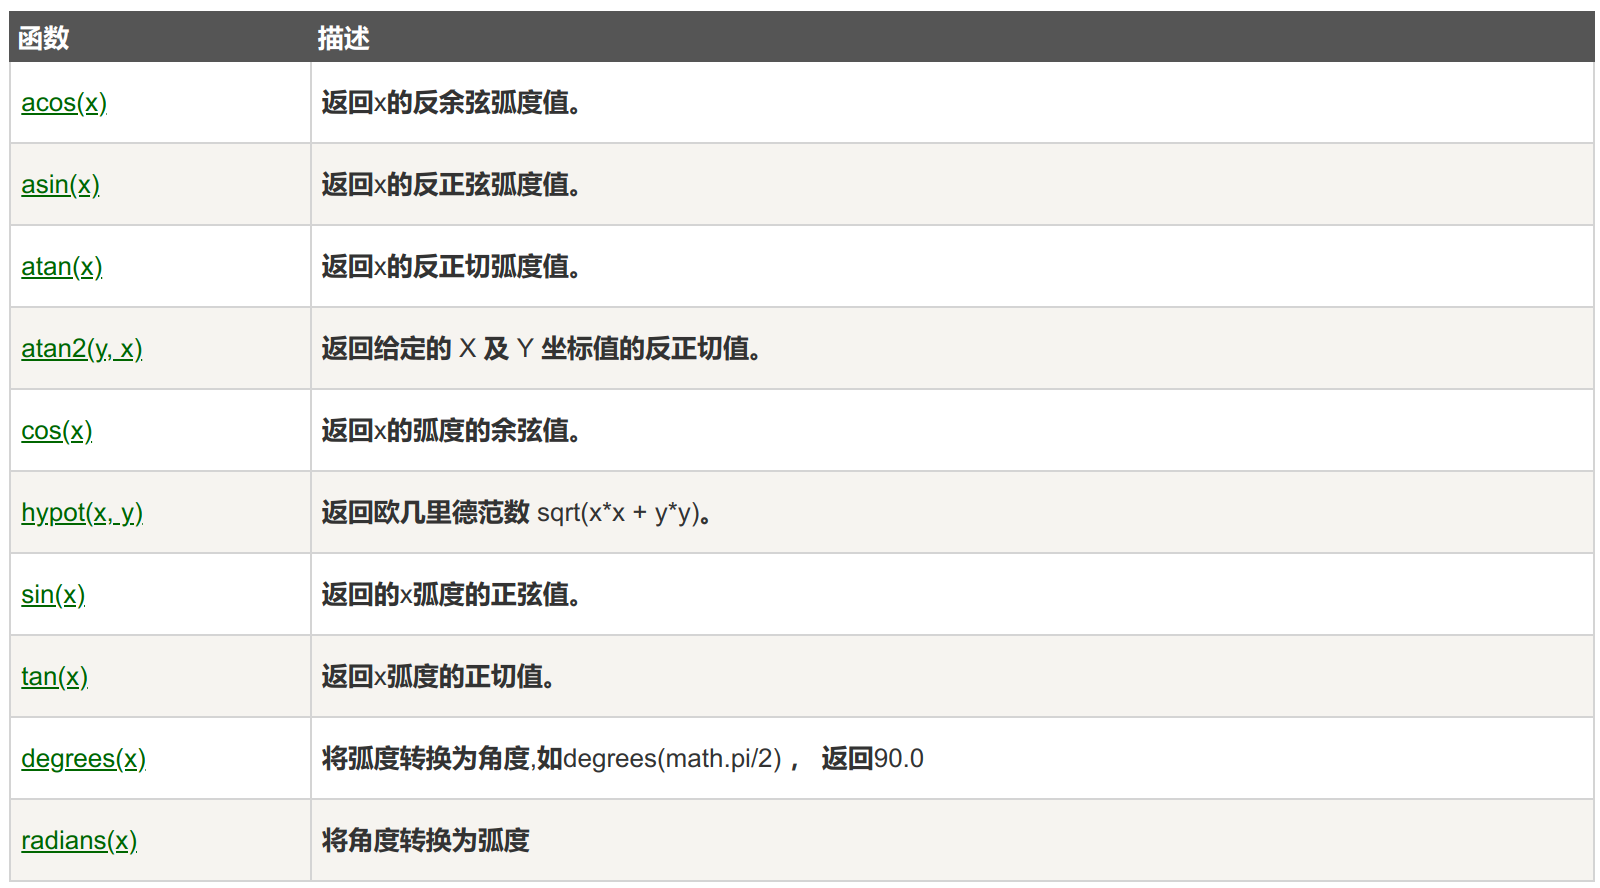 函数 描述
acos(x) 返回x的反余弦弧度值。
asin(x) 返回x的反正弦弧度值。
atan(x) 返回x的反正切弧度值。
atan2(y, x) 返回给定的 X 及 Y 坐标值的反正切值。
cos(x) 返回x的弧度的余弦值。
hypot(x, y) 返回欧几里德范数 sqrt(x*x + y*y)。
sin(x) 返回的x弧度的正弦值。
tan(x) 返回x弧度的正切值。
degrees(x) 将弧度转换为角度,如degrees(math.pi/2) ， 返回90.0
radians(x) 将角度转换为弧度